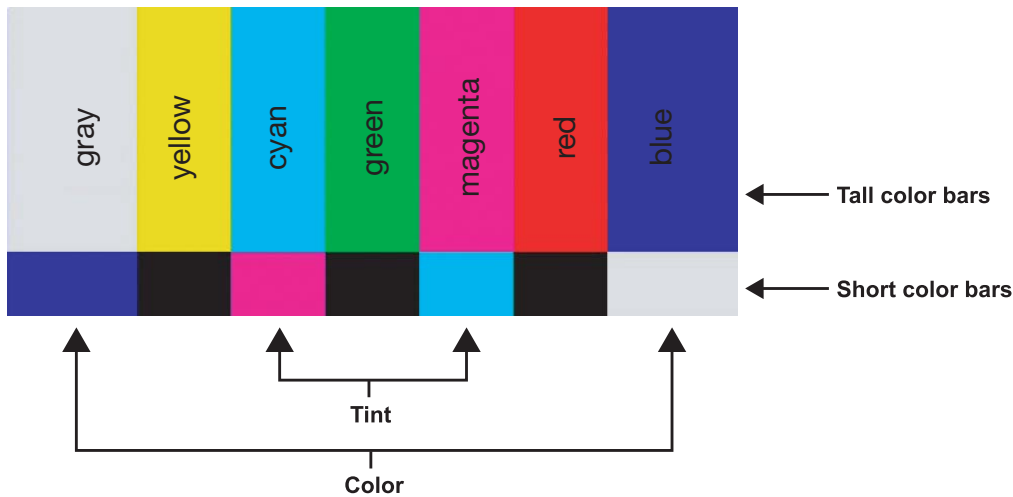 gray
yellow
cyan
green
magenta
red
blue
Tall color bars
Short color bars
Tint
Color